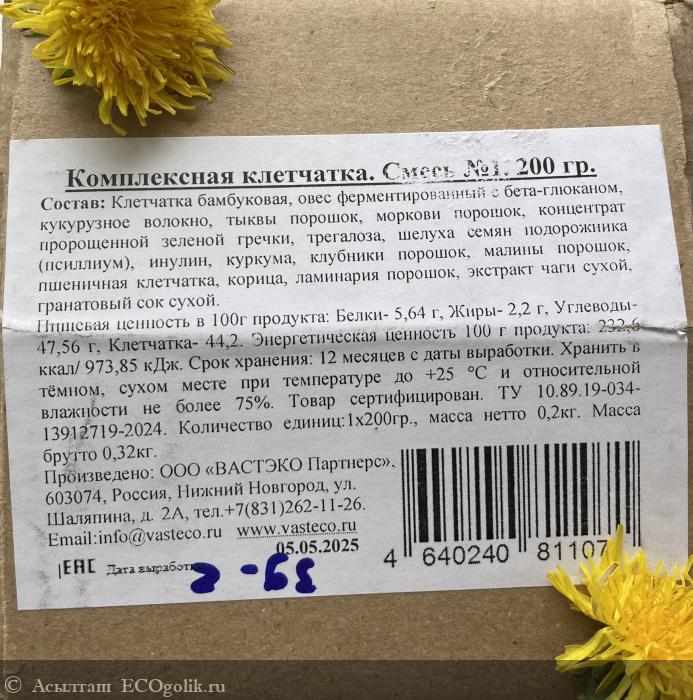 Комплексная клетчатка. Смесь №1. 200 гр.
Состав: Клетчатка бамбуковая, овес ферментированный с бета-глюканом,
кукурузное волокно, тыквы порошок, моркови порошок, концентрат
пророщенной зеленой гречки, трегалоза, шелуха семян подорожника
(псиллиум), инулин, куркума, клубники порошок, малины порошок,
пшеничная клетчатка, корица, ламинария порошок, экстракт чаги сухой,
гранатовый сок сухой.
Пищевая ценность в 100г продукта: Белки- 5,64 г, Жиры- 2,2 г, Углеводы-
47,56 г, Клетчатка- 44,2. Энергетическая ценность 100 г продукта: 232,6
ккал/ 973,85 кДж. Срок хранения: 12 месяцев с даты выработки. Хранить в
тёмном, сухом месте при температуре до +25 °С и относительной
влажности не более 75%. Товар сертифицирован. ТУ 10.89.19-034-
13912719-2024. Количество единиц:1х200гр., масса нетто 0,2кг. Масса
брутто 0,32кг.
Произведено: ООО «ВАСТЭКО Партнерс»,
603074, Россия, Нижний Новгород, ул.
Шаляпина, д. 2А, тел.+7(831)262-11-26.
Email:info@vasteco.ru www.vasteco.ru
05.05.2025
EAC Дата выработки
4 640240 81107
© Асылташ ECOgolik.ru